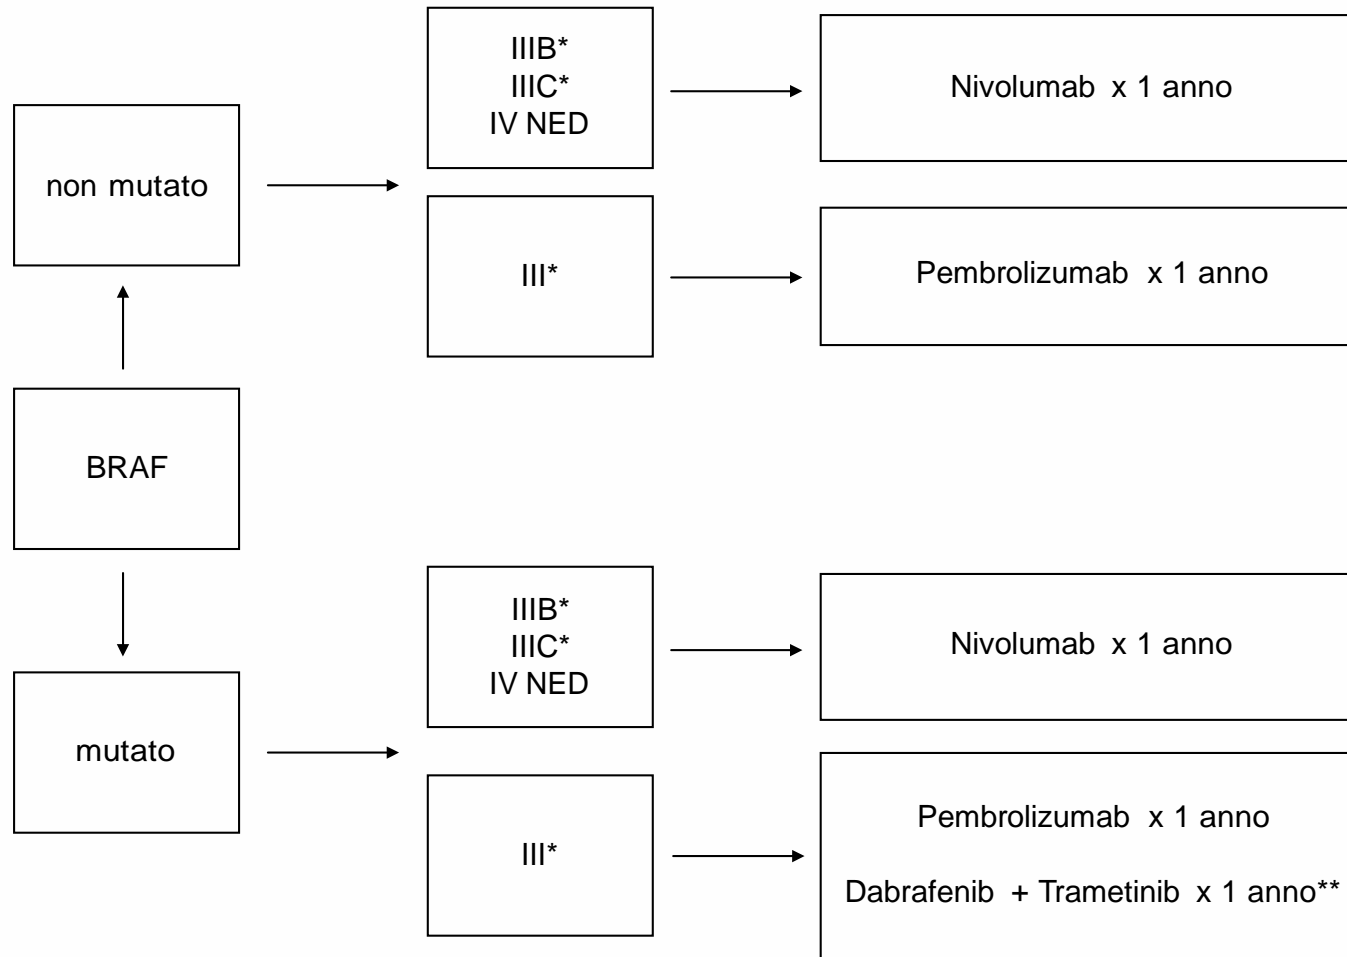 IIIB*
IIIC*
IV NED
Nivolumab x 1 anno
non mutato
III*
Pembrolizumab x 1 anno
BRAF
IIIB*
IIIC*
IV NED
Nivolumab x 1 anno
mutato
III*
Pembrolizumab x 1 anno
Dabrafenib + Trametinib x 1 anno**